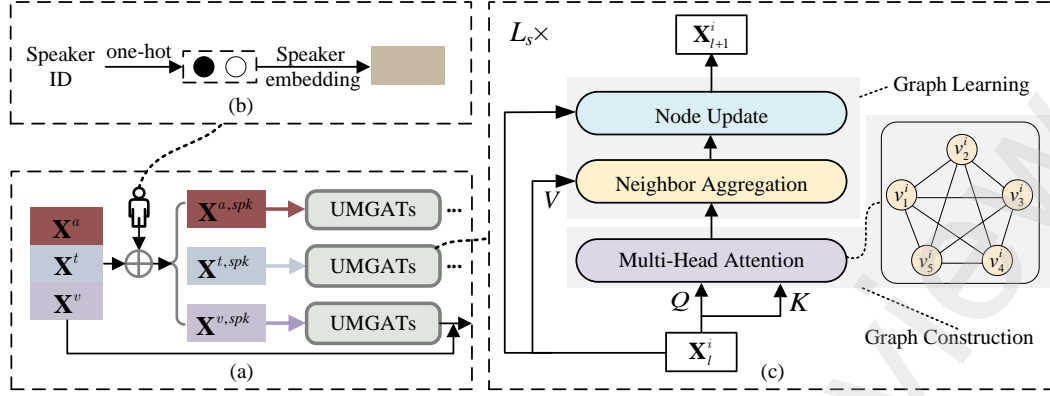 Speaker
ID
one-hot
Speaker
embedding
(b)
X^a
X^t
X^v
X^{a,spk}
X^{t,spk}
X^{v,spk}
UMGATs
...
UMGATs
...
UMGATs
(a)
L_s×
X^i_{l+1}
Graph Learning
Node Update
Neighbor Aggregation
V
Multi-Head Attention
Q
K
X^i_l
(c)
v^i_2
v^i_1
v^i_3
v^i_5
v^i_4
Graph Construction